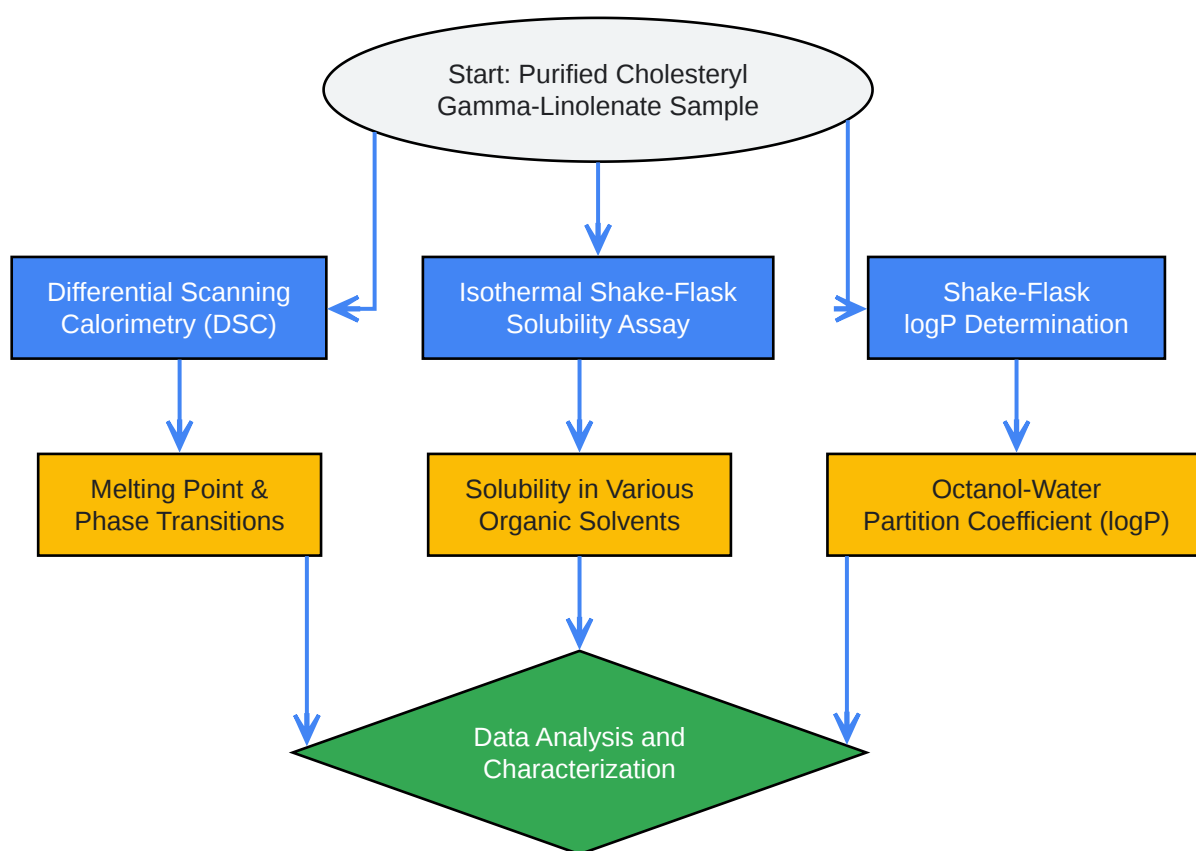 Start: Purified Cholesteryl
Gamma-Linolenate Sample
Differential Scanning
Calorimetry (DSC)
Isothermal Shake-Flask
Solubility Assay
Shake-Flask
logP Determination
Melting Point &
Phase Transitions
Solubility in Various
Organic Solvents
Octanol-Water
Partition Coefficient (logP)
Data Analysis and
Characterization